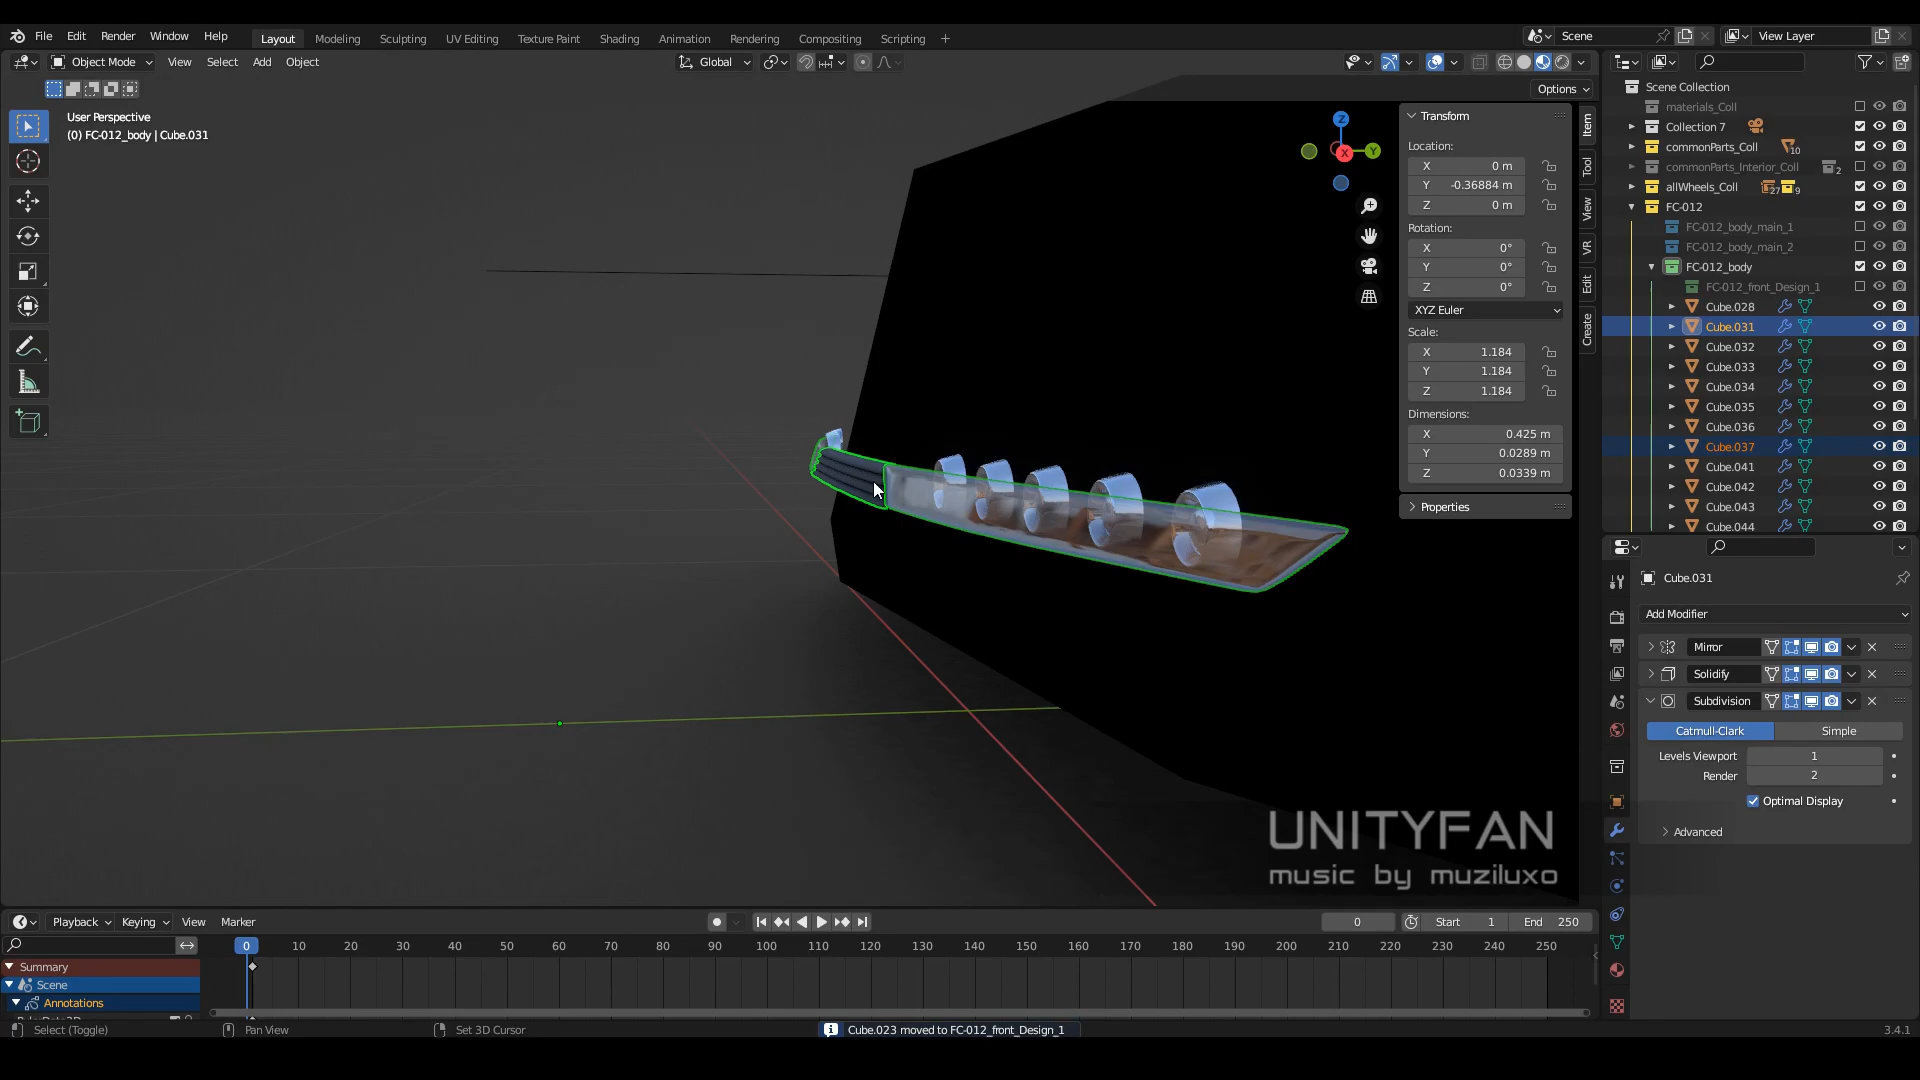 File Edit Render Window Help Layout Modeling Sculpting UV Editing Texture Paint Shading Animation Rendering Compositing Scripting + Scene View Layer
Object Mode View Select Add Object Global
Options
User Perspective
(0) FC-012_body | Cube.031
Transform
Location:
X 0 m
Y -0.36884 m
Z 0 m
Rotation:
X 0°
Y 0°
Z 0°
XYZ Euler
Scale:
X 1.184
Y 1.184
Z 1.184
Dimensions:
X 0.425 m
Y 0.0289 m
Z 0.0339 m
Properties
Item
Tool
View
VR
Edit
Create
Z
Y
X
Scene Collection
materials_Coll
Collection 7
commonParts_Coll 10
commonParts_Interior_Coll 2
allWheels_Coll 27 9
FC-012
FC-012_body_main_1
FC-012_body_main_2
FC-012_body
FC-012_front_Design_1
Cube.028
Cube.031
Cube.032
Cube.033
Cube.034
Cube.035
Cube.036
Cube.037
Cube.041
Cube.042
Cube.043
Cube.044
Cube.031
Add Modifier
Mirror
Solidify
Subdivision
Catmull-Clark Simple
Levels Viewport 1
Render 2
Optimal Display
Advanced
UNITYFAN
music by muziluxo
Playback Keying View Marker 0 Start 1 End 250
0 10 20 30 40 50 60 70 80 90 100 110 120 130 140 150 160 170 180 190 200 210 220 230 240 250
Summary
Scene
Annotations
Select (Toggle) Pan View Set 3D Cursor Cube.023 moved to FC-012_front_Design_1 3.4.1